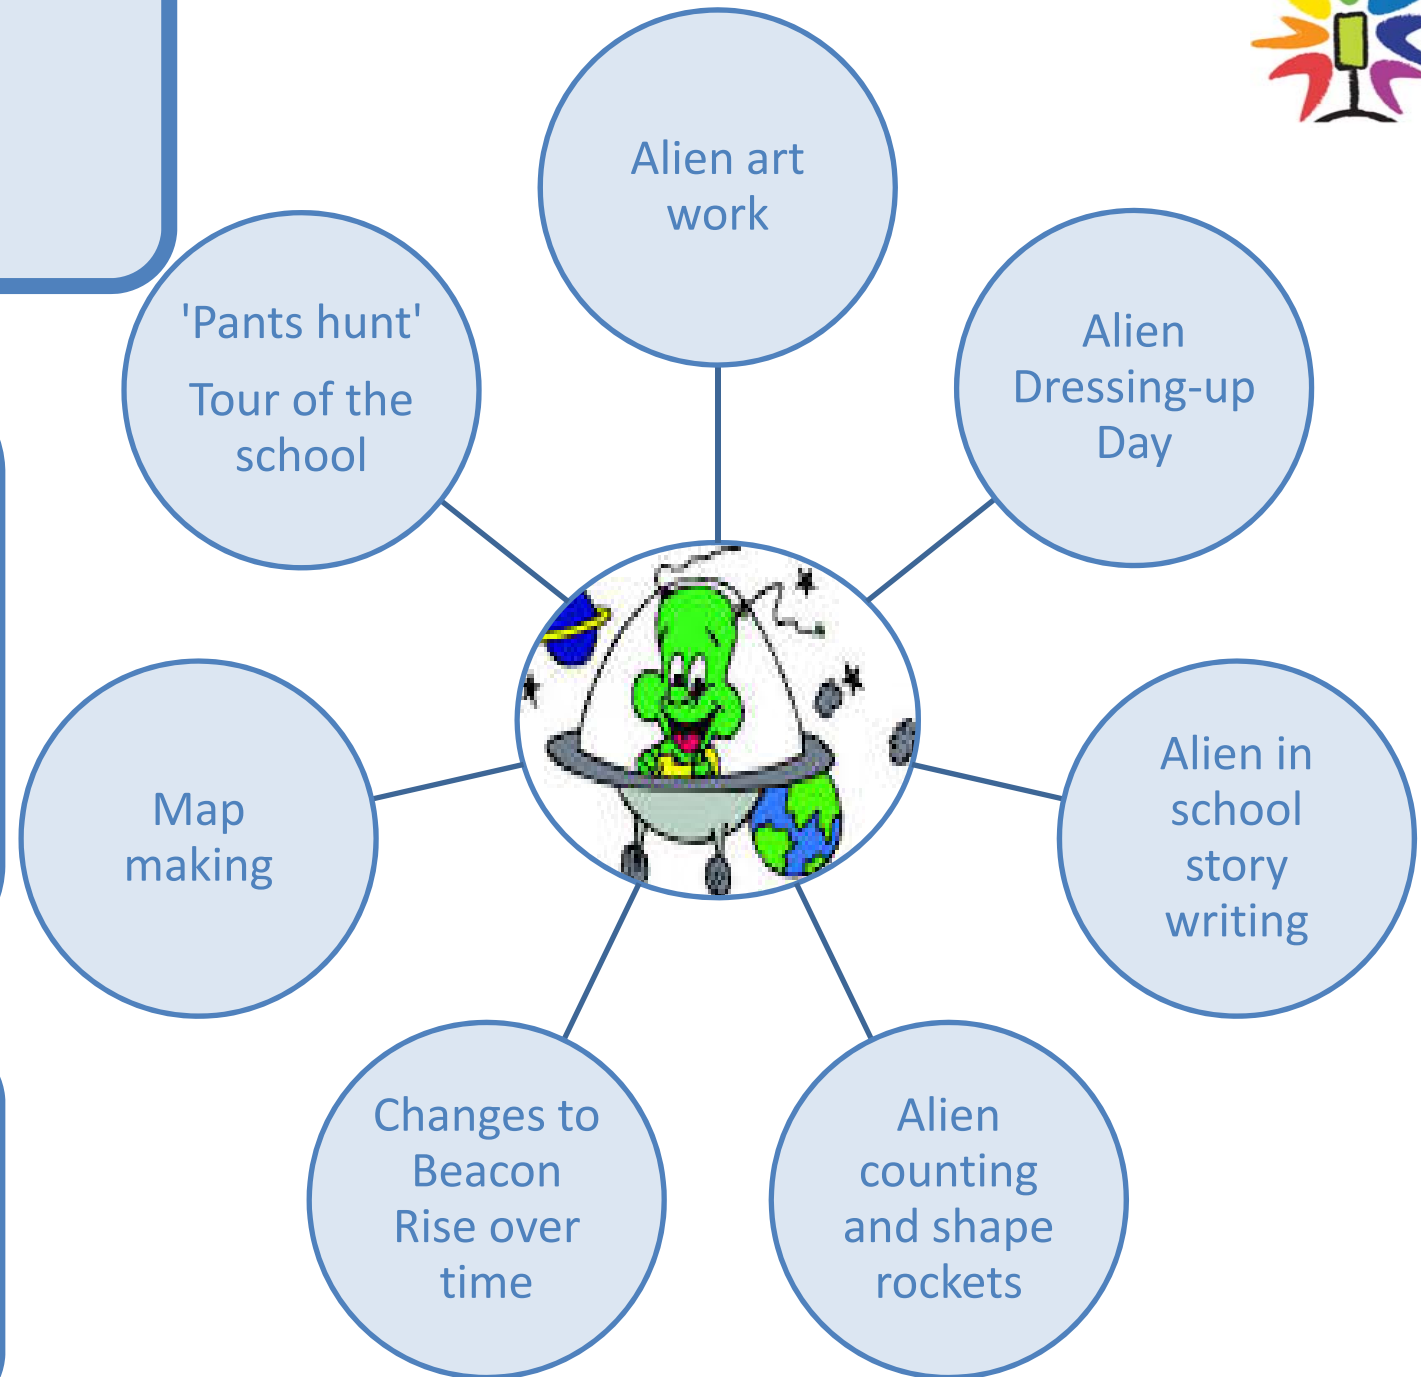 Alien art
work
'Pants hunt'
Tour of the
school
Alien
Dressing-up
Day
Map
making
Alien in
school
story
writing
Changes to
Beacon
Rise over
time
Alien
counting
and shape
rockets